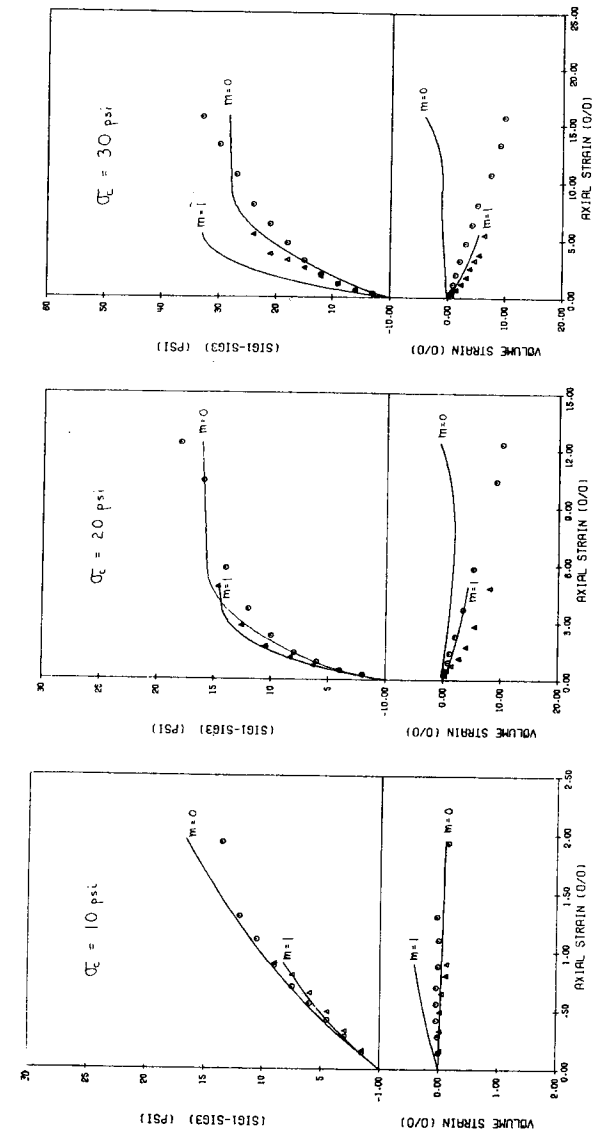 σc = 10 psi
(SIG1-SIG3) (PSI)
30
25
20
15
10
5
m=0
m=1
-1·00
0·00
1·00
2·00
VOLUME STRAIN (O/O)
m=1
m=0
0·00 ·50 1·00 1·50 2·00 2·50
AXIAL STRAIN (O/O)
σc = 20 psi
(SIG1-SIG3) (PSI)
30
25
20
15
10
5
m=0
m=1
-10·00
0·00
10·00
20·00
VOLUME STRAIN (O/O)
m=0
m=1
0·00 3·00 6·00 9·00 12·00 15·00
AXIAL STRAIN (O/O)
σc = 30 psi
(SIG1-SIG3) (PSI)
60
50
40
30
20
10
m=1
m=0
-10·00
0·00
10·00
20·00
VOLUME STRAIN (O/O)
m=0
m=1
0·00 5·00 10·00 15·00 20·00 25·00
AXIAL STRAIN (O/O)